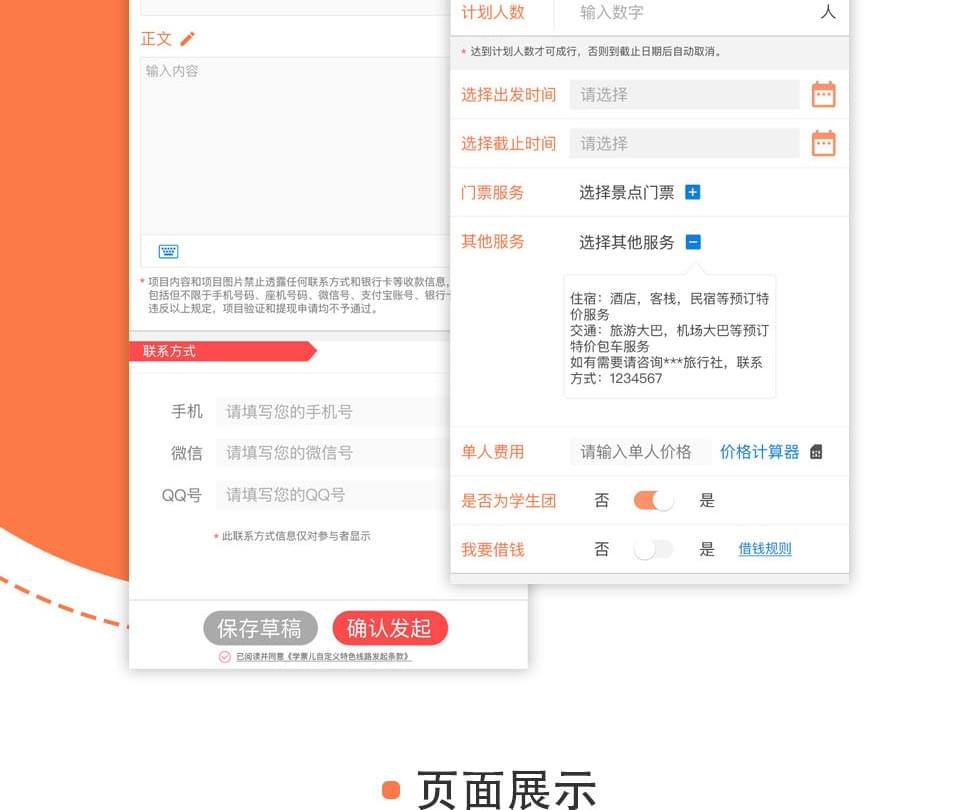 正文
输入内容
* 项目内容和项目图片禁止透露任何联系方式和银行卡等收款信息,
包括但不限于手机号码、座机号码、微信号、支付宝账号、银行
违反以上规定，项目验证和提现申请均不予通过。
联系方式
手机 请填写您的手机号
微信 请填写您的微信号
QQ号 请填写您的QQ号
* 此联系方式信息仅对参与者显示
保存草稿 确认发起
已阅读并同意《学票儿自定义特色线路发起条款》
计划人数 输入数字 人
* 达到计划人数才可成行，否则到截止日期后自动取消。
选择出发时间 请选择
选择截止时间 请选择
门票服务 选择景点门票
其他服务 选择其他服务
住宿：酒店，客栈，民宿等预订特
价服务
交通：旅游大巴，机场大巴等预订
特价包车服务
如有需要请咨询***旅行社，联系
方式：1234567
单人费用 请输入单人价格 价格计算器
是否为学生团 否 是
我要借钱 否 是 借钱规则
页面展示